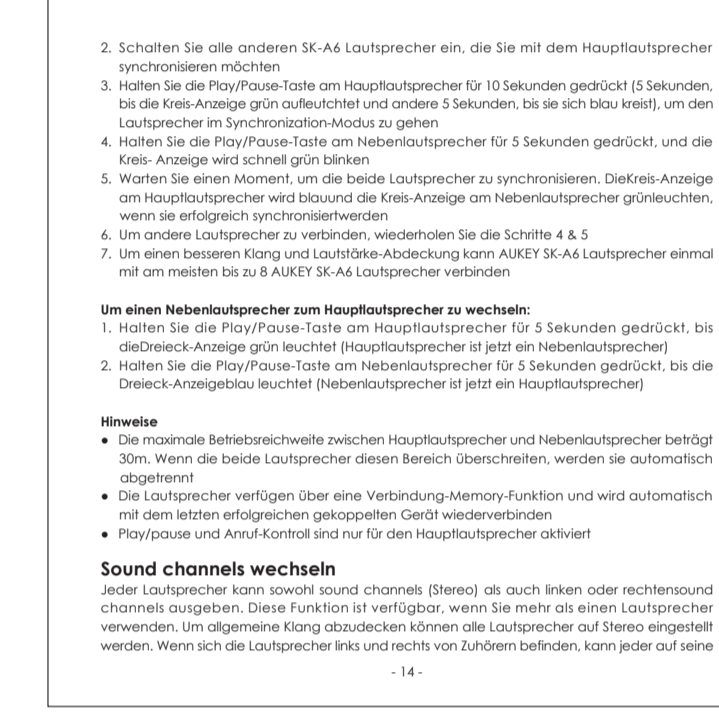 2. Schalten Sie alle anderen SK-A6 Lautsprecher ein, die Sie mit dem Hauptlautsprecher
synchronisieren möchten
3. Halten Sie die Play/Pause-Taste am Hauptlautsprecher für 10 Sekunden gedrückt (5 Sekunden,
bis die Kreis-Anzeige grün aufleutchtet und andere 5 Sekunden, bis sie sich blau kreist), um den
Lautsprecher im Synchronization-Modus zu gehen
4. Halten Sie die Play/Pause-Taste am Nebenlautsprecher für 5 Sekunden gedrückt, und die
Kreis- Anzeige wird schnell grün blinken
5. Warten Sie einen Moment, um die beide Lautsprecher zu synchronisieren. DieKreis-Anzeige
am Hauptlautsprecher wird blauund die Kreis-Anzeige am Nebenlautsprecher grünleuchten,
wenn sie erfolgreich synchronisiertwerden
6. Um andere Lautsprecher zu verbinden, wiederholen Sie die Schritte 4 & 5
7. Um einen besseren Klang und Lautstärke-Abdeckung kann AUKEY SK-A6 Lautsprecher einmal
mit am meisten bis zu 8 AUKEY SK-A6 Lautsprecher verbinden
Um einen Nebenlautsprecher zum Hauptlautsprecher zu wechseln:
1. Halten Sie die Play/Pause-Taste am Hauptlautsprecher für 5 Sekunden gedrückt, bis
dieDreieck-Anzeige grün leuchtet (Hauptlautsprecher ist jetzt ein Nebenlautsprecher)
2. Halten Sie die Play/Pause-Taste am Nebenlautsprecher für 5 Sekunden gedrückt, bis die
Dreieck-Anzeigeblau leuchtet (Nebenlautsprecher ist jetzt ein Hauptlautsprecher)
Hinweise
● Die maximale Betriebsreichweite zwischen Hauptlautsprecher und Nebenlautsprecher beträgt
30m. Wenn die beide Lautsprecher diesen Bereich überschreiten, werden sie automatisch
abgetrennt
● Die Lautsprecher verfügen über eine Verbindung-Memory-Funktion und wird automatisch
mit dem letzten erfolgreichen gekoppelten Gerät wiederverbinden
● Play/pause und Anruf-Kontroll sind nur für den Hauptlautsprecher aktiviert
Sound channels wechseln
Jeder Lautsprecher kann sowohl sound channels (Stereo) als auch linken oder rechtensound
channels ausgeben. Diese Funktion ist verfügbar, wenn Sie mehr als einen Lautsprecher
verwenden. Um allgemeine Klang abzudecken können alle Lautsprecher auf Stereo eingestellt
werden. Wenn sich die Lautsprecher links und rechts von Zuhörern befinden, kann jeder auf seine
- 14 -